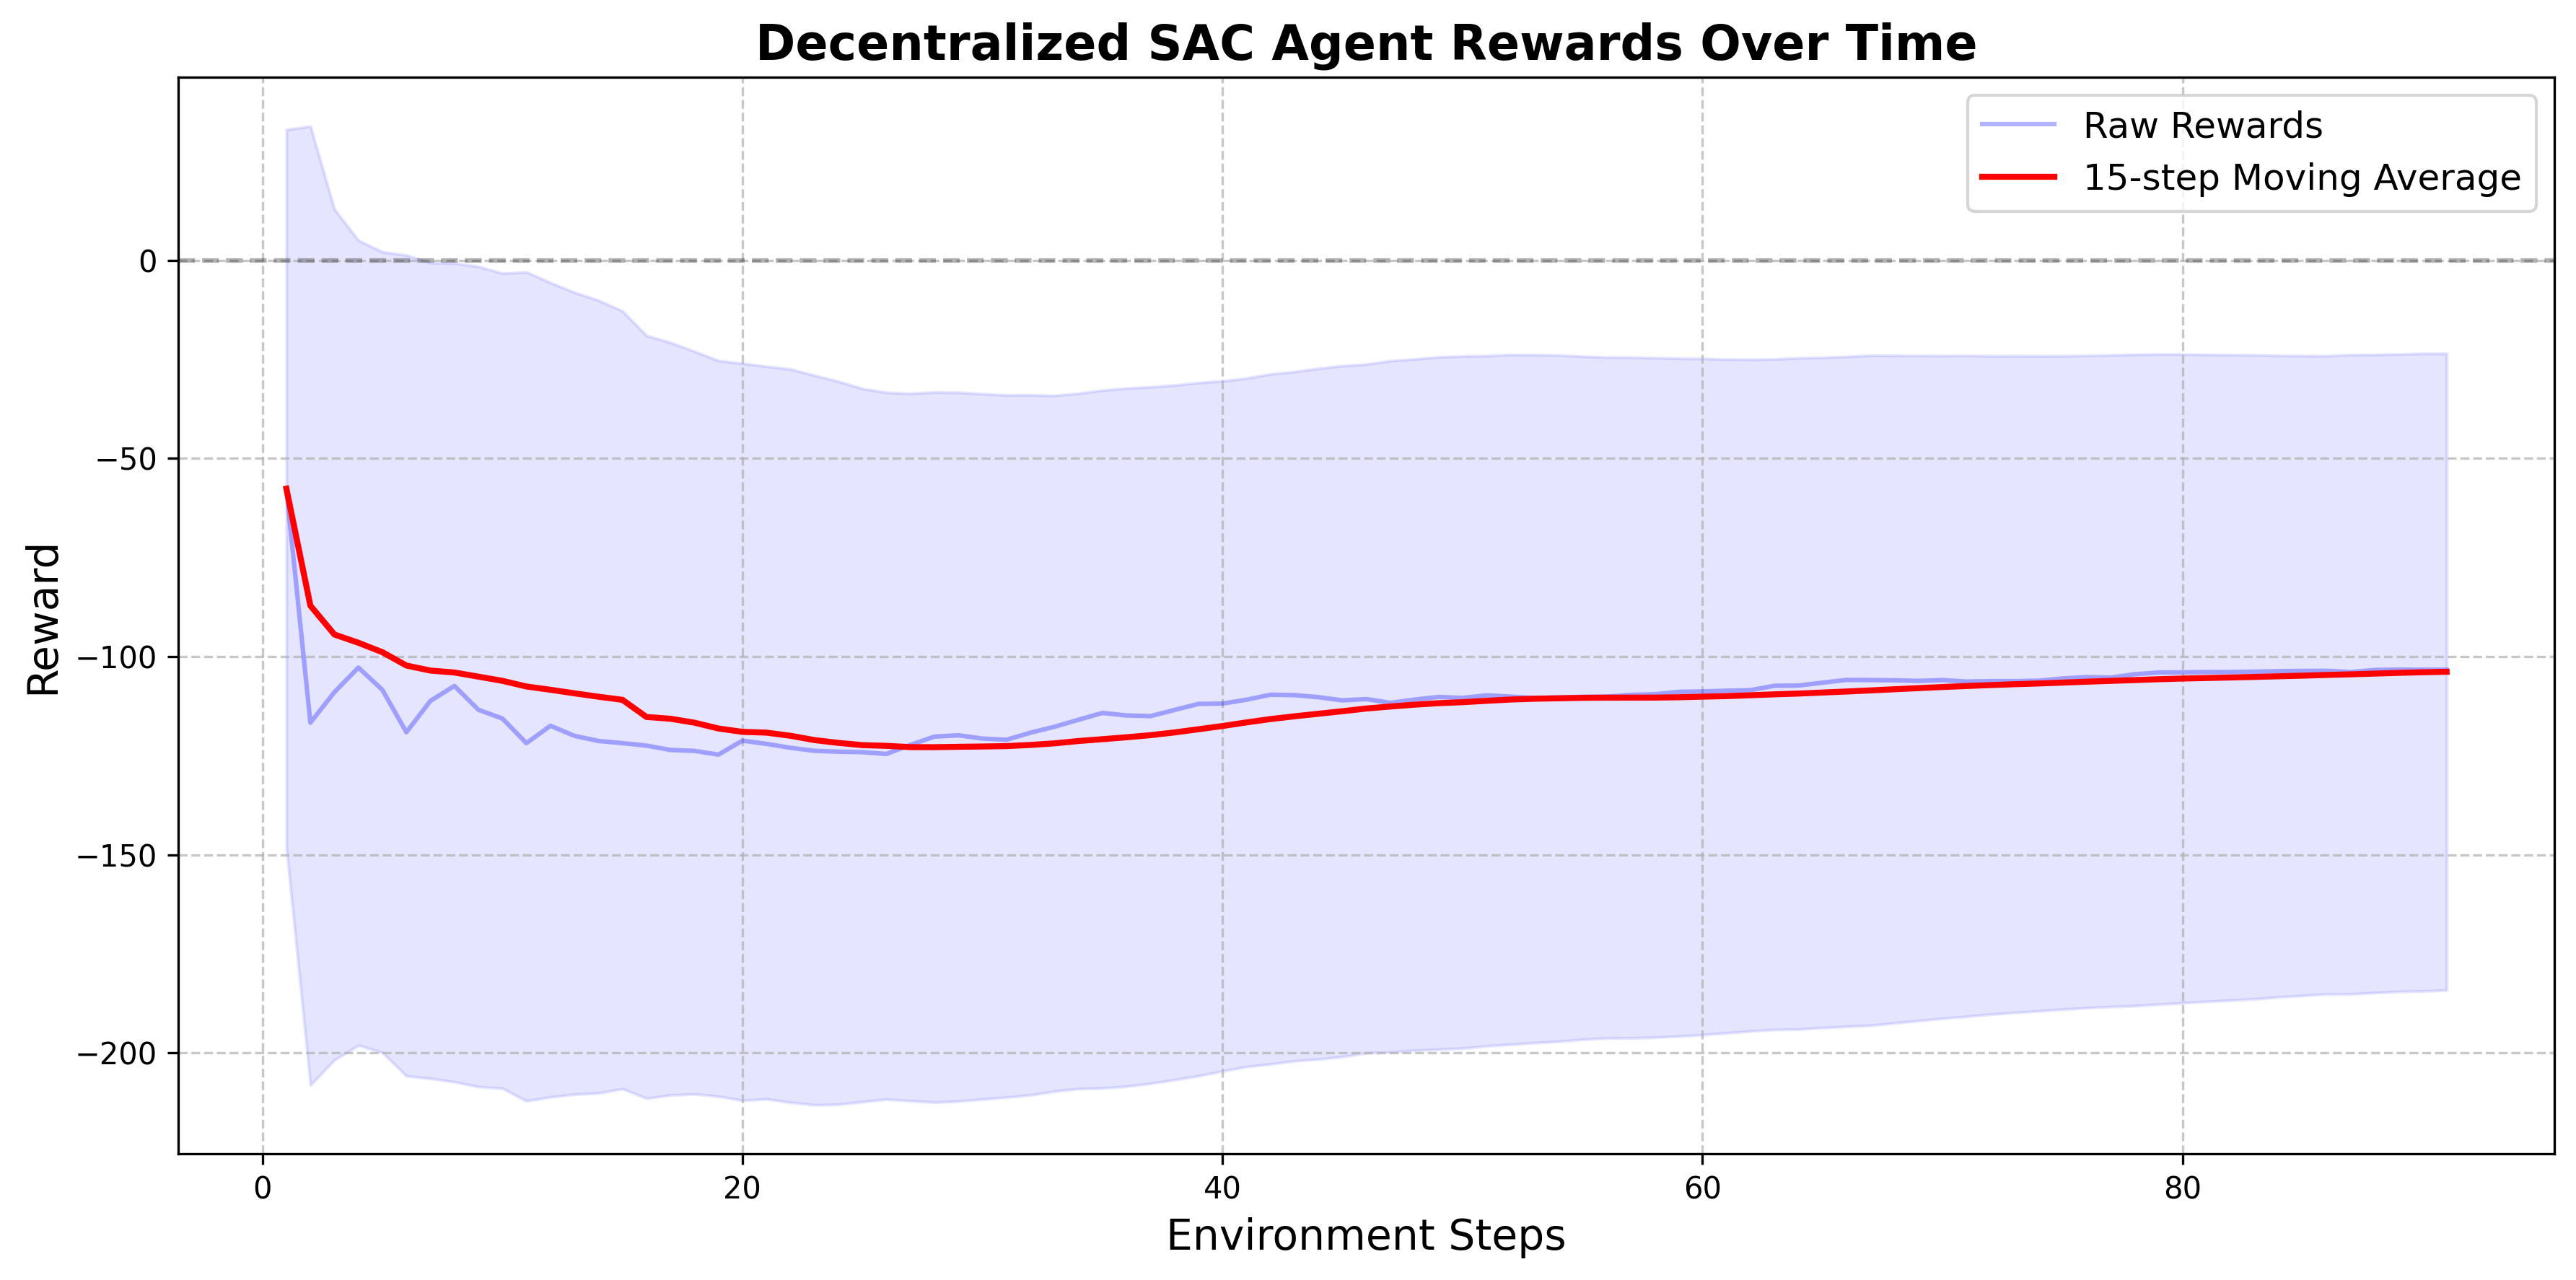 Decentralized SAC Agent Rewards Over Time
Raw Rewards
15-step Moving Average
Reward
0
−50
−100
−150
−200
0
20
40
60
80
Environment Steps